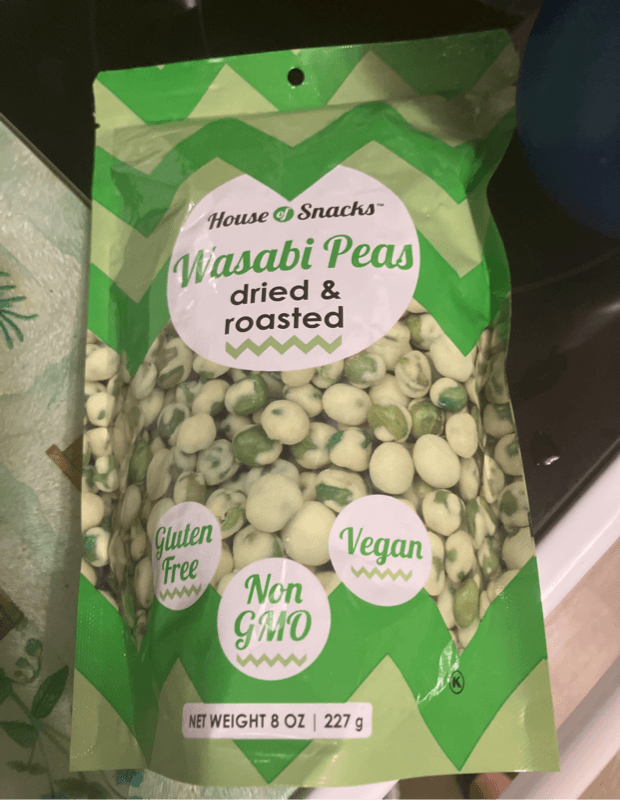 House of Snacks™
Wasabi Peas
dried &
roasted
Gluten
Free
Vegan
Non
GMO
K
NET WEIGHT 8 OZ | 227 g